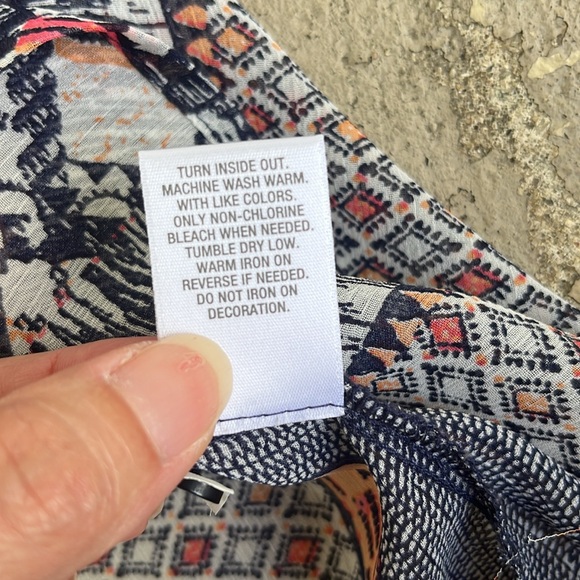 TURN INSIDE OUT.
MACHINE WASH WARM.
WITH LIKE COLORS.
ONLY NON-CHLORINE
BLEACH WHEN NEEDED.
TUMBLE DRY LOW.
WARM IRON ON
REVERSE IF NEEDED.
DO NOT IRON ON
DECORATION.